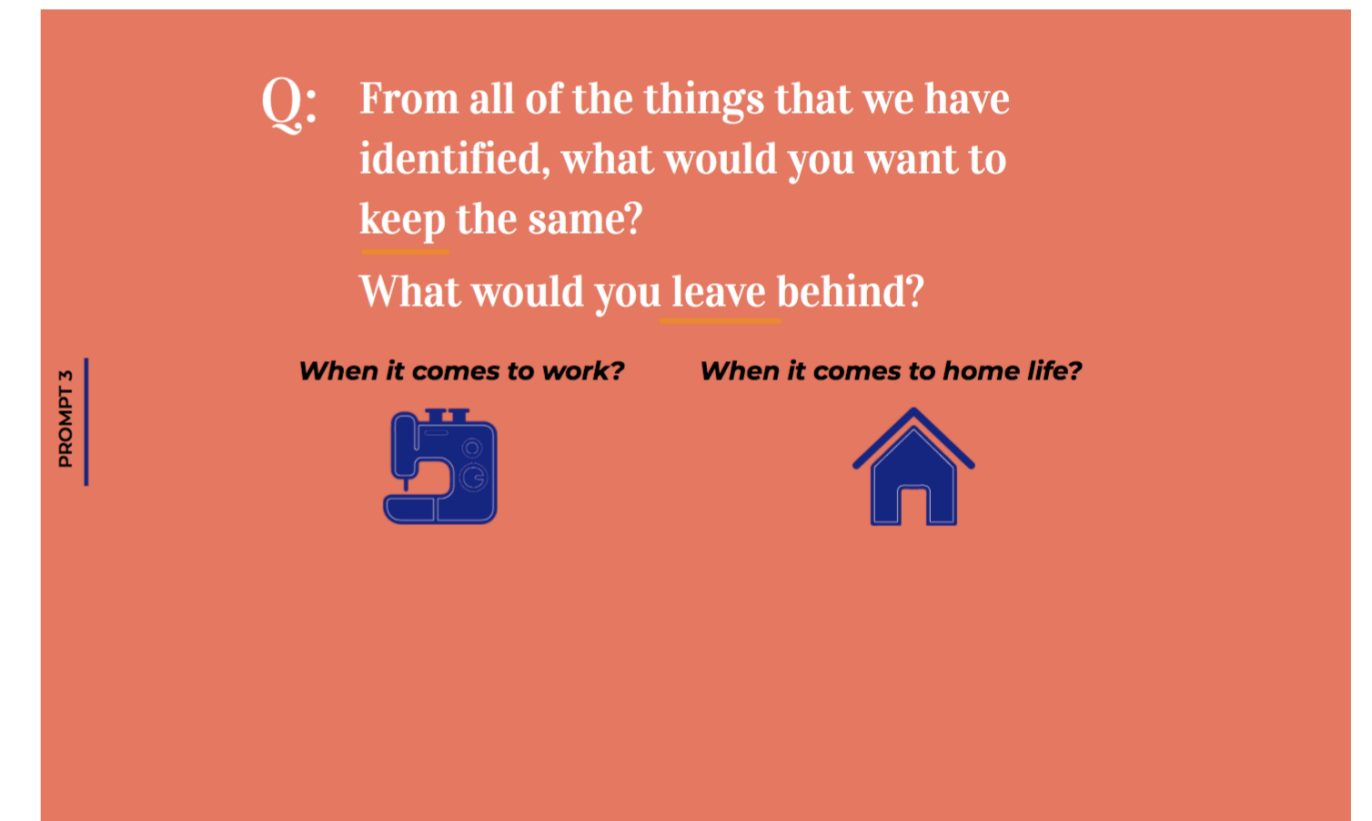 Q: From all of the things that we have
identified, what would you want to
keep the same?
What would you leave behind?
When it comes to work?
When it comes to home life?
PROMPT 3